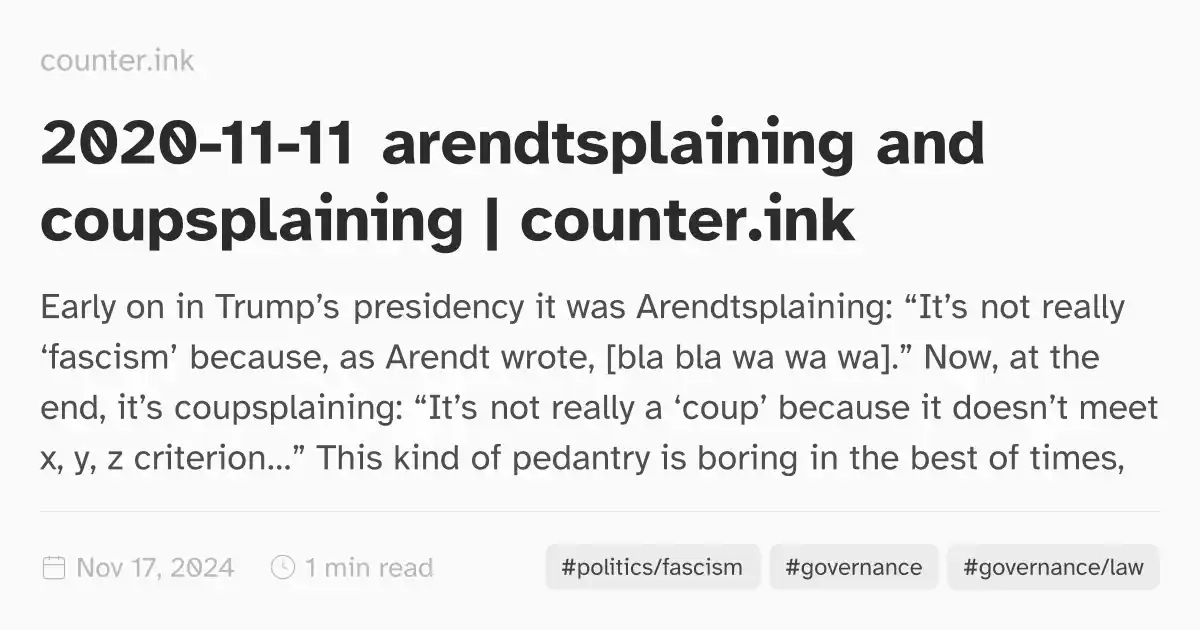 counter.ink
2020-11-11 arendtsplaining and
coupsplaining | counter.ink
Early on in Trump’s presidency it was Arendtsplaining: “It’s not really
‘fascism’ because, as Arendt wrote, [bla bla wa wa wa].” Now, at the
end, it’s coupsplaining: “It’s not really a ‘coup’ because it doesn’t meet
x, y, z criterion…” This kind of pedantry is boring in the best of times,
Nov 17, 2024 1 min read #politics/fascism #governance #governance/law